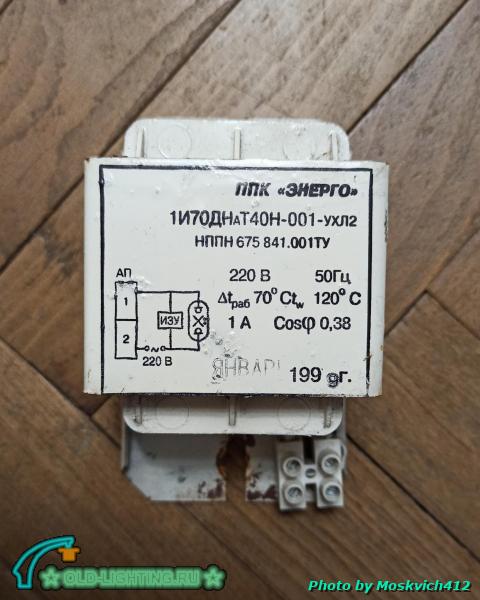 ППК «ЭНЕРГО»
1И70ДНаТ40Н-001-УХЛ2
НППН 675 841.001ТУ
АП
220 В 50Гц
1
ИЗУ
Δtраб 70° Ctw 120° С
2
1 А Cosφ 0,38
220 В
ЯНВАРЬ 199 г.
OLD-LIGHTING.RU
Photo by Moskvich412